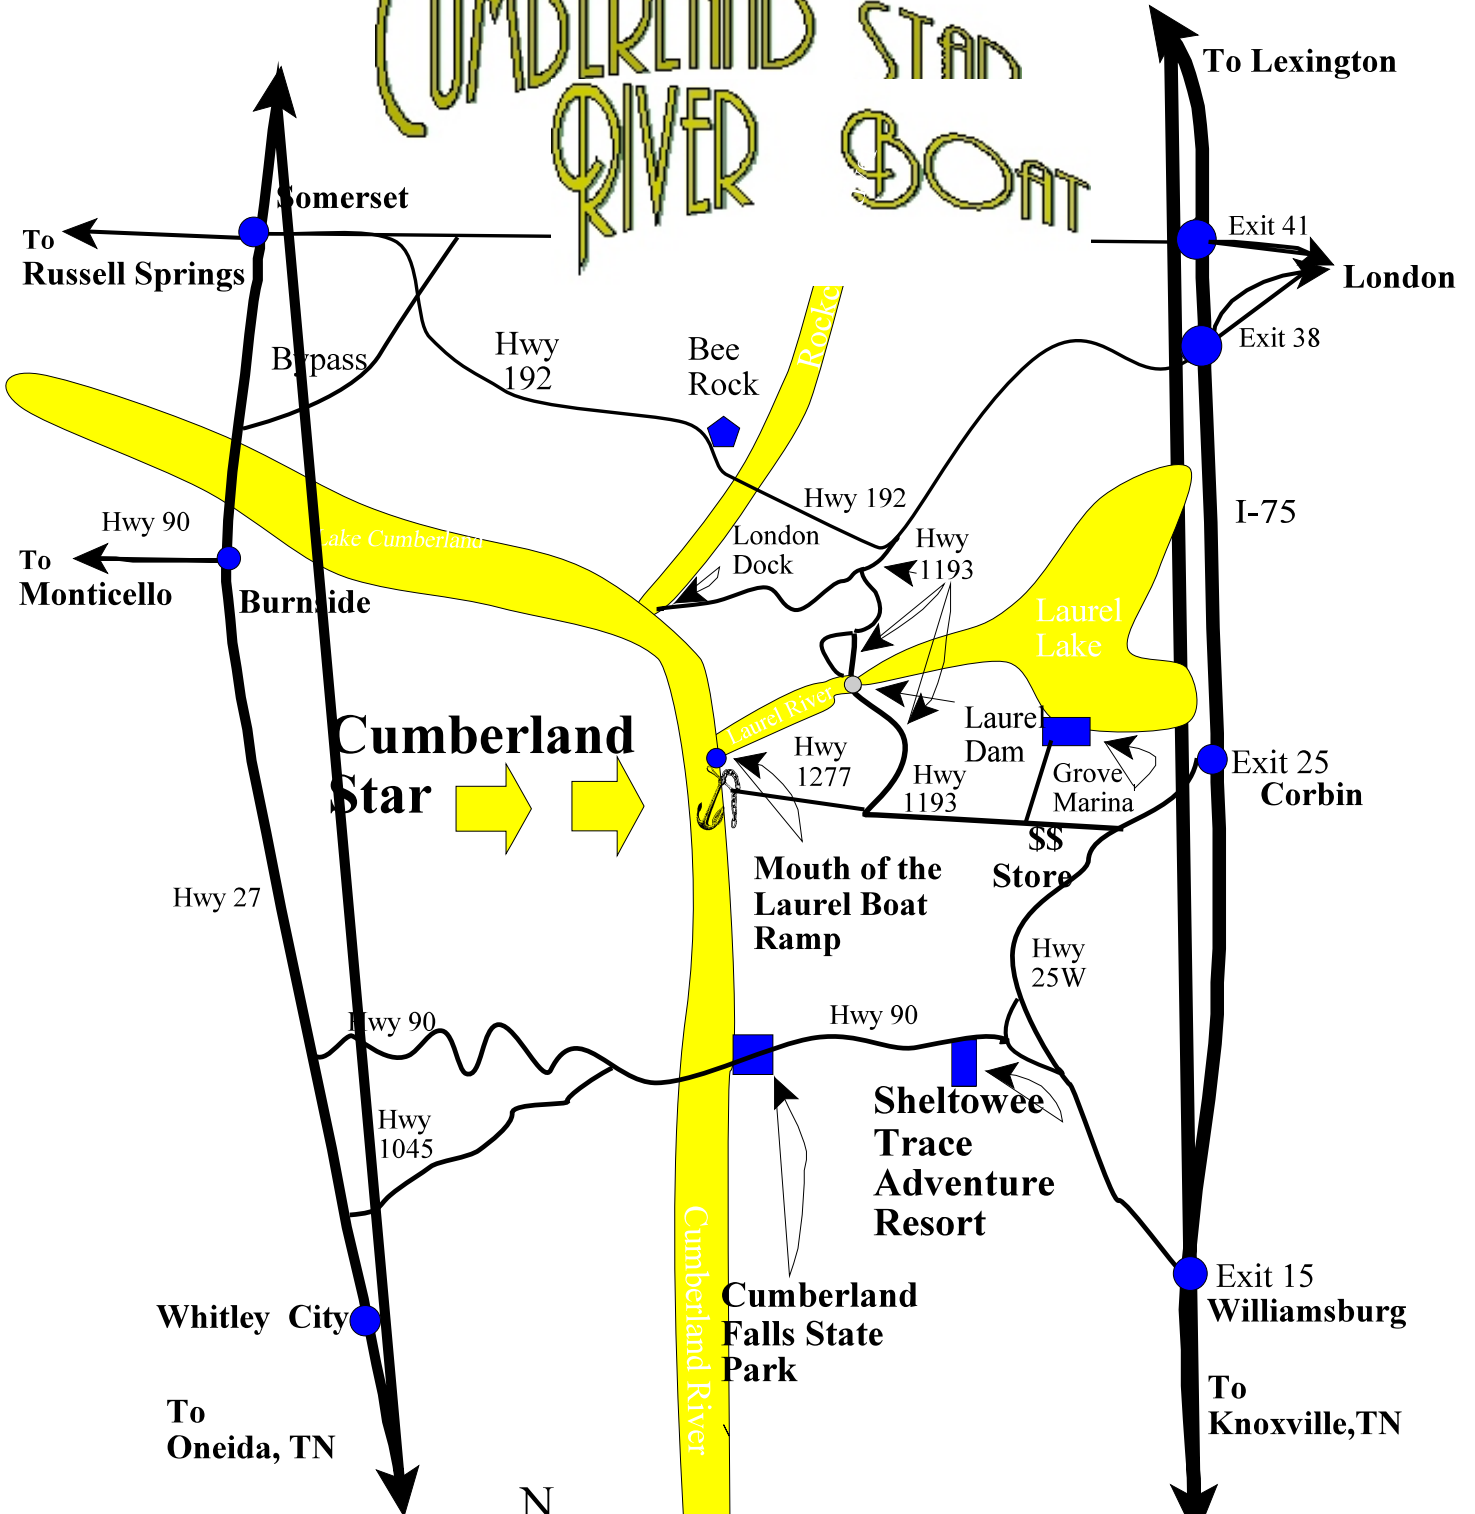 CUMBERLAND STAR
RIVER BOAT
To Lexington
Somerset
To
Russell Springs
Exit 41
London
Exit 38
Bypass
Hwy
192
Bee
Rock
Hwy 192
I-75
Hwy 90
To
Monticello
Burnside
Lake Cumberland
London
Dock
Hwy
1193
Laurel
Lake
Laurel River
Cumberland
Star
Laurel
Dam
Hwy
1277
Hwy
1193
Grove
Marina
Exit 25
Corbin
$$
Store
Mouth of the
Laurel Boat
Ramp
Hwy 27
Hwy
25W
Hwy 90
Hwy 90
Hwy
1045
Sheltowee
Trace
Adventure
Resort
Cumberland River
Cumberland
Falls State
Park
Exit 15
Williamsburg
Whitley City
To
Oneida, TN
To
Knoxville,TN
N